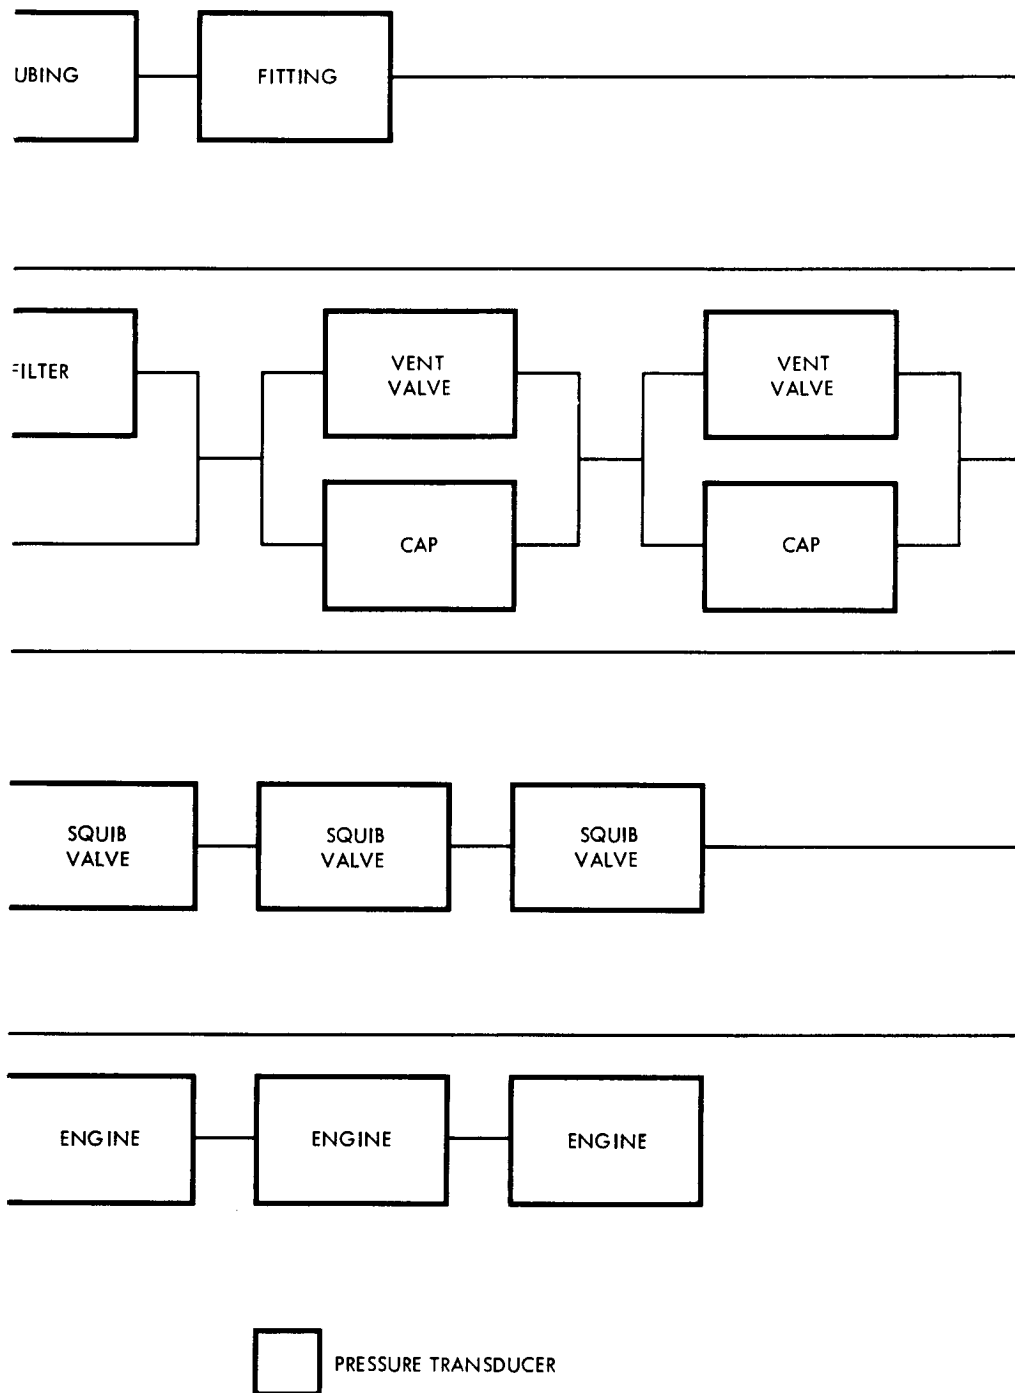 UBING
FITTING
FILTER
VENT
VALVE
VENT
VALVE
CAP
CAP
SQUIB
VALVE
SQUIB
VALVE
SQUIB
VALVE
ENGINE
ENGINE
ENGINE
PRESSURE TRANSDUCER